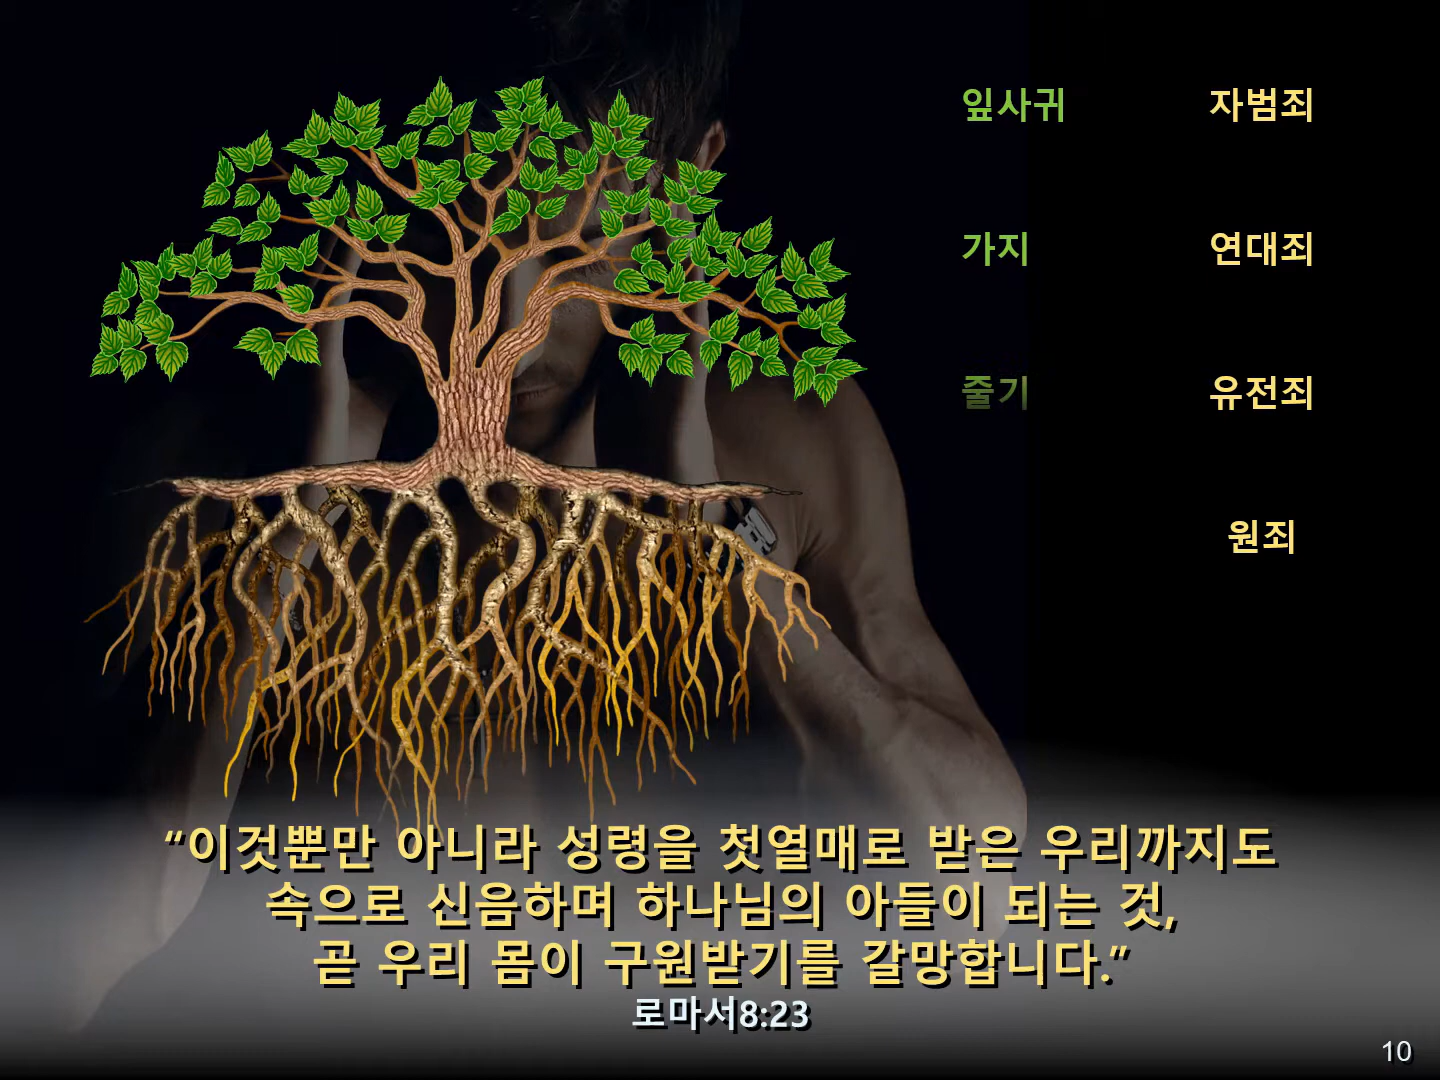 잎사귀 자범죄
가지 연대죄
줄기 유전죄
원죄
“이것뿐만 아니라 성령을 첫열매로 받은 우리까지도
속으로 신음하며 하나님의 아들이 되는 것,
곧 우리 몸이 구원받기를 갈망합니다.”
로마서8:23
10